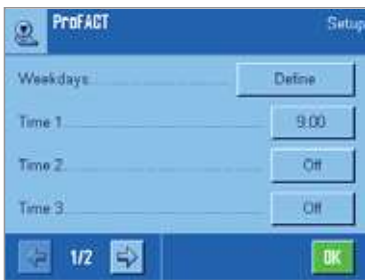 ProFACT Setup
Weekdays Define
Time 1 9.00
Time 2 Off
Time 3 Off
1/2 OK